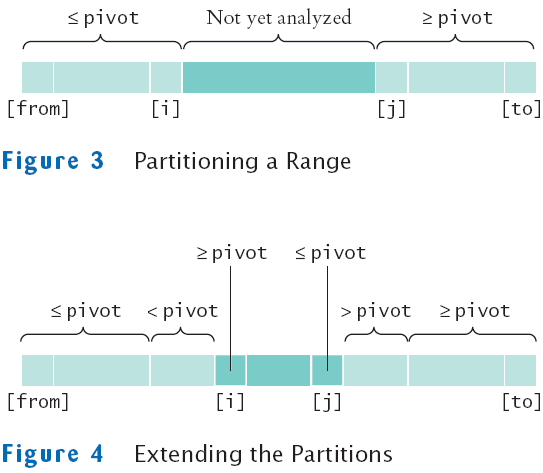 ≤ pivot Not yet analyzed ≥ pivot
[from] [i] [j] [to]
Figure 3 Partitioning a Range
≥ pivot ≤ pivot
≤ pivot < pivot > pivot ≥ pivot
[from] [i] [j] [to]
Figure 4 Extending the Partitions